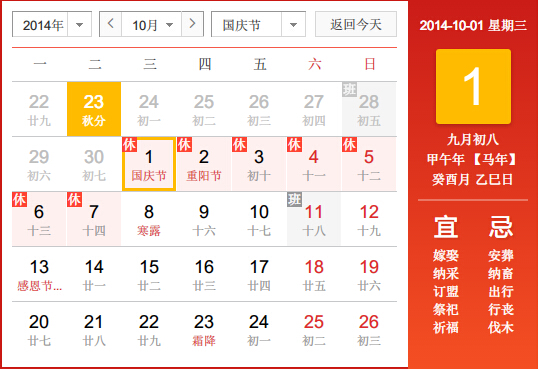 2014年 10月 国庆节 返回今天
一 二 三 四 五 六 日
22 23 24 25 26 27 班 28
廿九 秋分 初一 初二 初三 初四 初五
29 30 休 1 休 2 休 3 休 4 休 5
初六 初七 国庆节 重阳节 初十 十一 十二
休 6 休 7 8 9 10 班 11 12
十三 十四 寒露 十六 十七 十八 十九
13 14 15 16 17 18 19
感恩节... 廿一 廿二 廿三 廿四 廿五 廿六
20 21 22 23 24 25 26
廿七 廿八 廿九 霜降 初一 初二 初三
2014-10-01 星期三
1
九月初八
甲午年 【马年】
癸酉月 乙巳日
宜 忌
嫁娶 安葬
纳采 纳畜
订盟 出行
祭祀 行丧
祈福 伐木